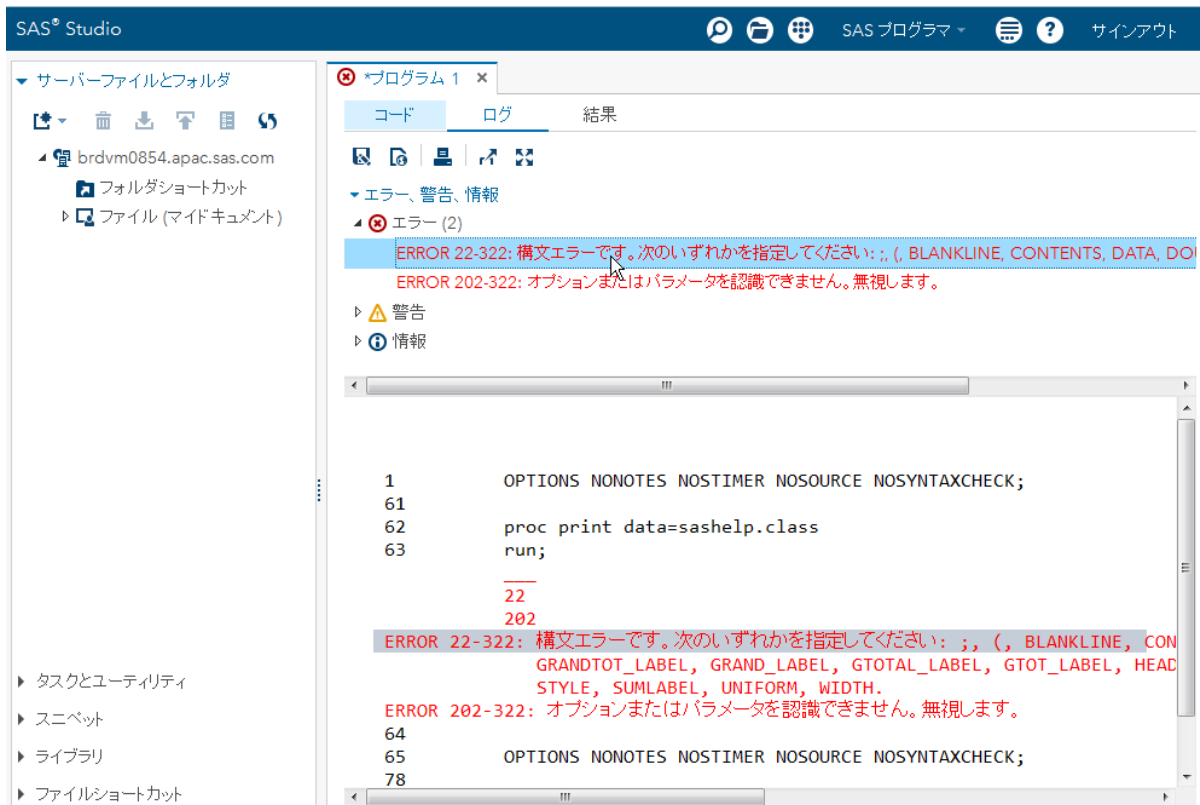 SAS® Studio
SAS プログラマ
サインアウト
サーバーファイルとフォルダ
brdvm0854.apac.sas.com
フォルダショートカット
ファイル (マイドキュメント)
タスクとユーティリティ
スニペット
ライブラリ
ファイルショートカット
*プログラム 1
コード ログ 結果
エラー、警告、情報
エラー (2)
ERROR 22-322: 構文エラーです。次のいずれかを指定してください: ;, (, BLANKLINE, CONTENTS, DATA, DOU
ERROR 202-322: オプションまたはパラメータを認識できません。無視します。
警告
情報
1 OPTIONS NONOTES NOSTIMER NOSOURCE NOSYNTAXCHECK;
61
62 proc print data=sashelp.class
63 run;
___
22
202
ERROR 22-322: 構文エラーです。次のいずれかを指定してください: ;, (, BLANKLINE, CON
GRANDTOT_LABEL, GRAND_LABEL, GTOTAL_LABEL, GTOT_LABEL, HEAD
STYLE, SUMLABEL, UNIFORM, WIDTH.
ERROR 202-322: オプションまたはパラメータを認識できません。無視します。
64
65 OPTIONS NONOTES NOSTIMER NOSOURCE NOSYNTAXCHECK;
78